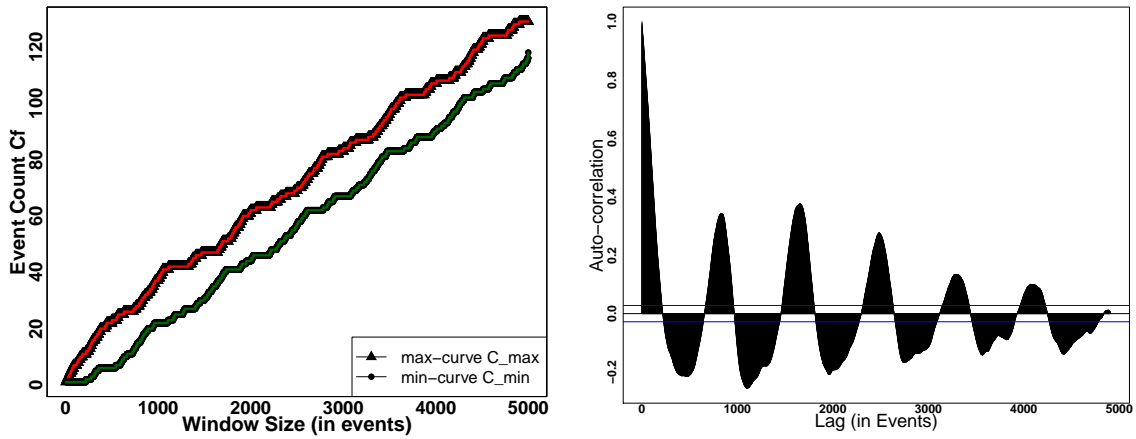 Event Count Cf
0 20 40 60 80 100 120
max−curve C_max
min−curve C_min
0 1000 2000 3000 4000 5000
Window Size (in events)
Auto−correlation
−0.2 0.0 0.2 0.4 0.6 0.8 1.0
0 1000 2000 3000 4000 5000
Lag (in Events)